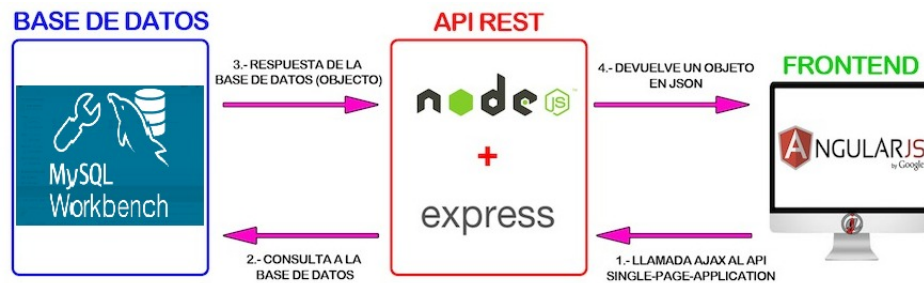 BASE DE DATOS
API REST
FRONTEND
3.- RESPUESTA DE LA
BASE DE DATOS (OBJECTO)
4.- DEVUELVE UN OBJETO
EN JSON
MySQL
Workbench
node
JS
+
express
ANGULARJS
by Google
2.- CONSULTA A LA
BASE DE DATOS
1.- LLAMADA AJAX AL API
SINGLE-PAGE-APPLICATION